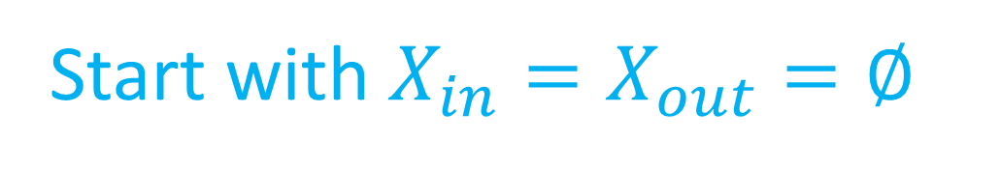 Start with X_in = X_out = ∅